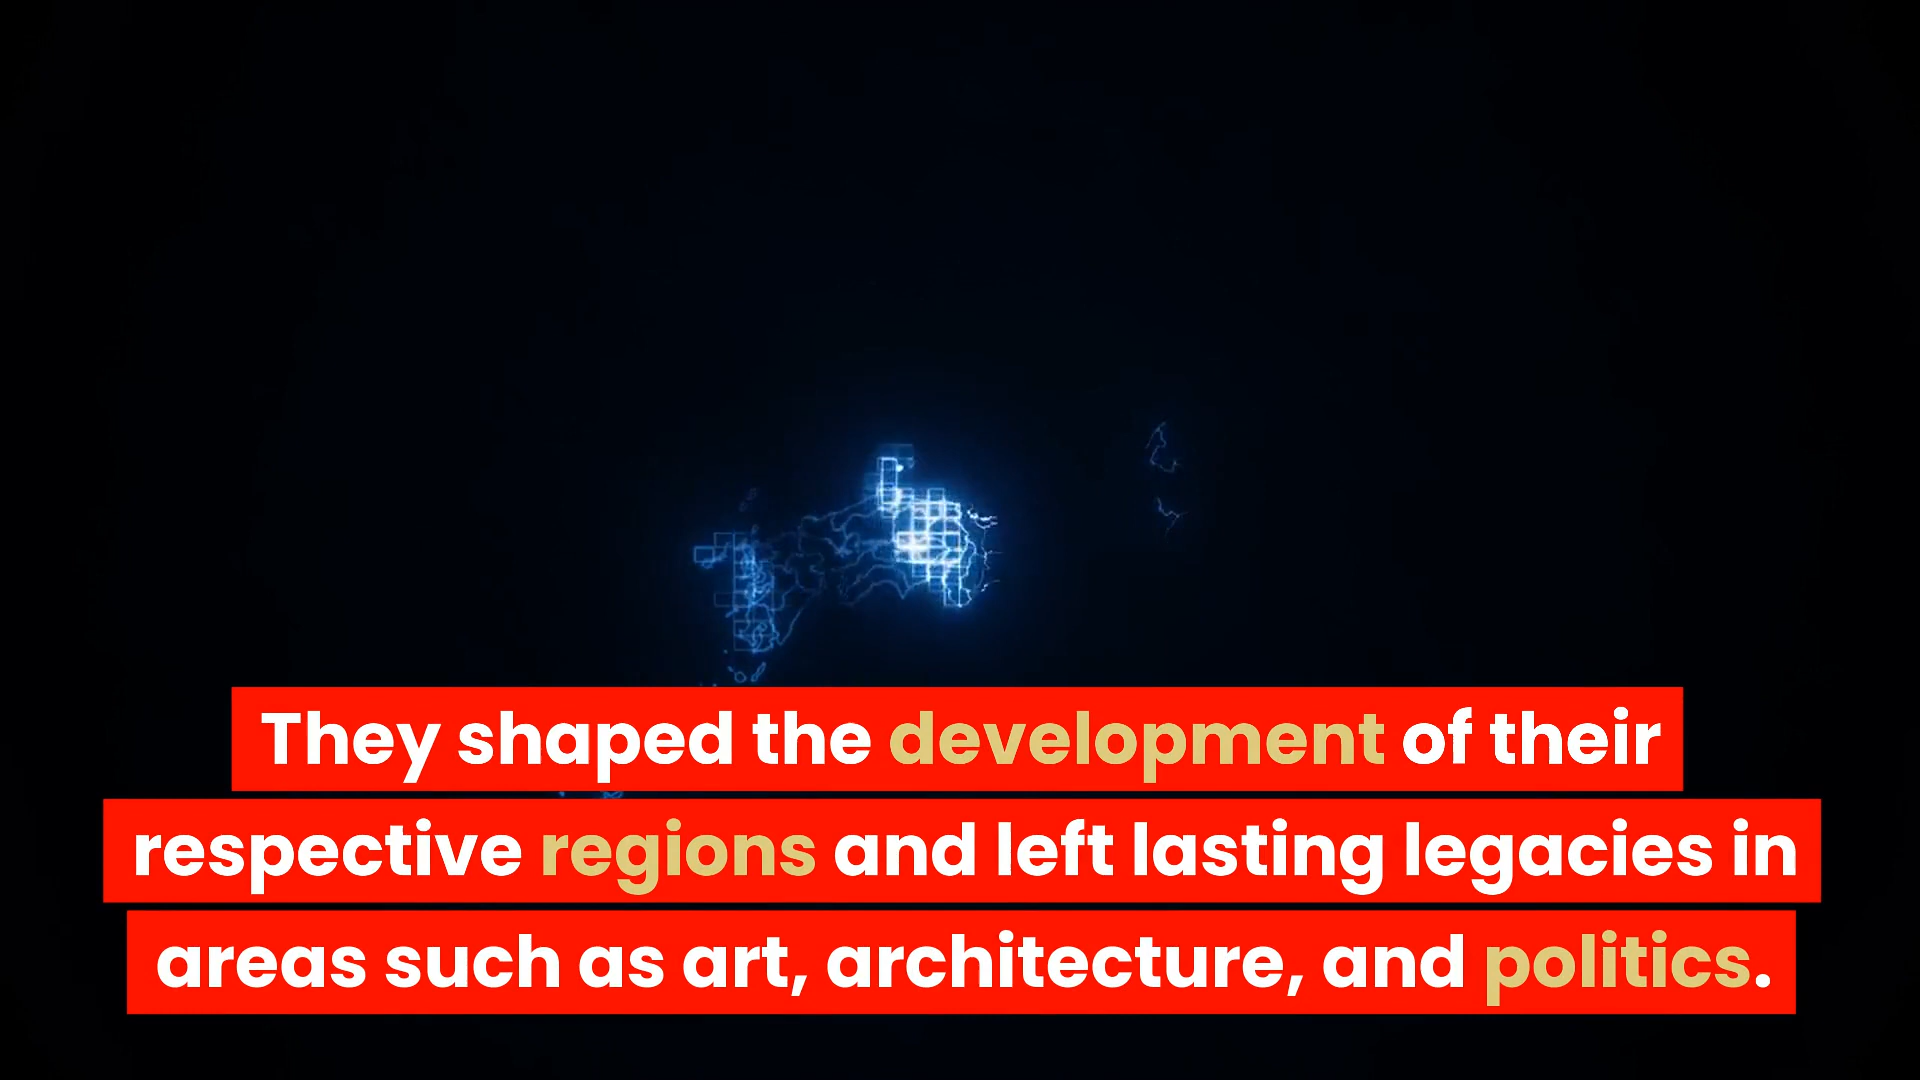 They shaped the development of their
respective regions and left lasting legacies in
areas such as art, architecture, and politics.